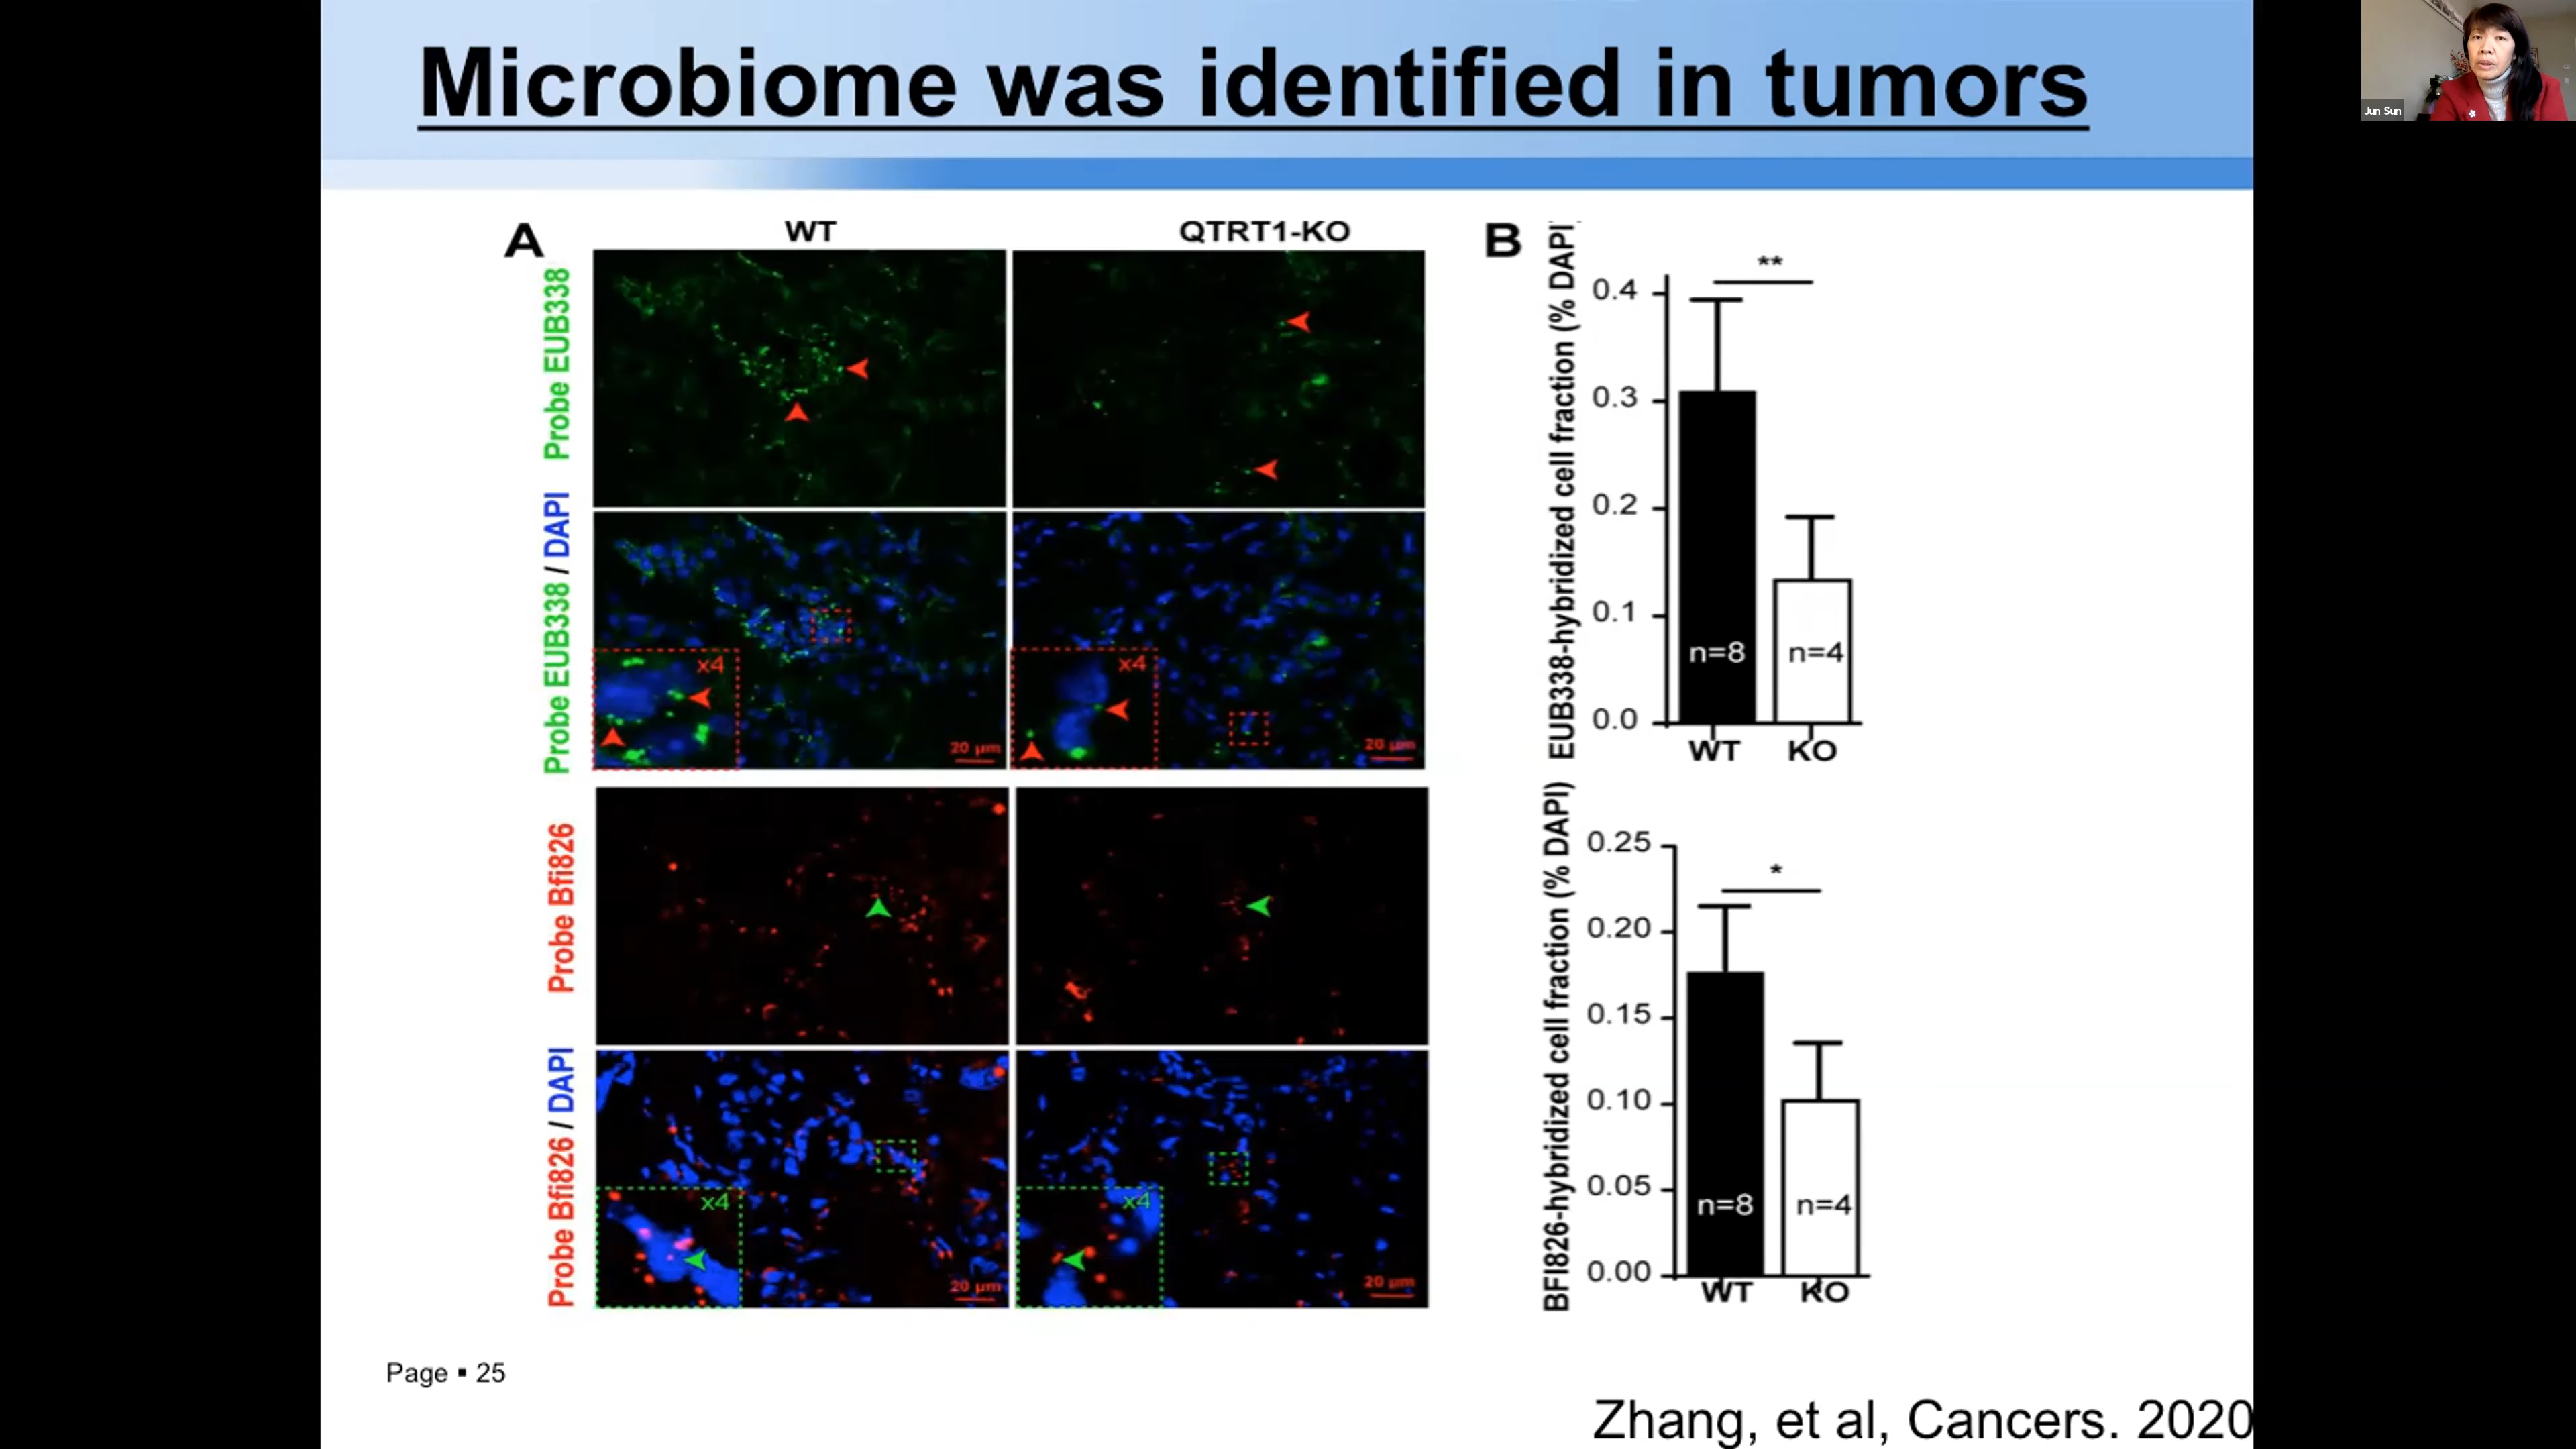 Microbiome was identified in tumors
Jun Sun
A
WT
QTRT1-KO
Probe EUB338
Probe EUB338 / DAPI
x4
20 µm
x4
20 µm
Probe Bfi826
Probe Bfi826 / DAPI
x4
20 µm
x4
20 µm
B
EUB338-hybridized cell fraction (% DAPI)
**
0.4
0.3
0.2
0.1
0.0
n=8
n=4
WT
KO
BFI826-hybridized cell fraction (% DAPI)
*
0.25
0.20
0.15
0.10
0.05
0.00
n=8
n=4
WT
KO
Page ▪ 25
Zhang, et al, Cancers. 2020